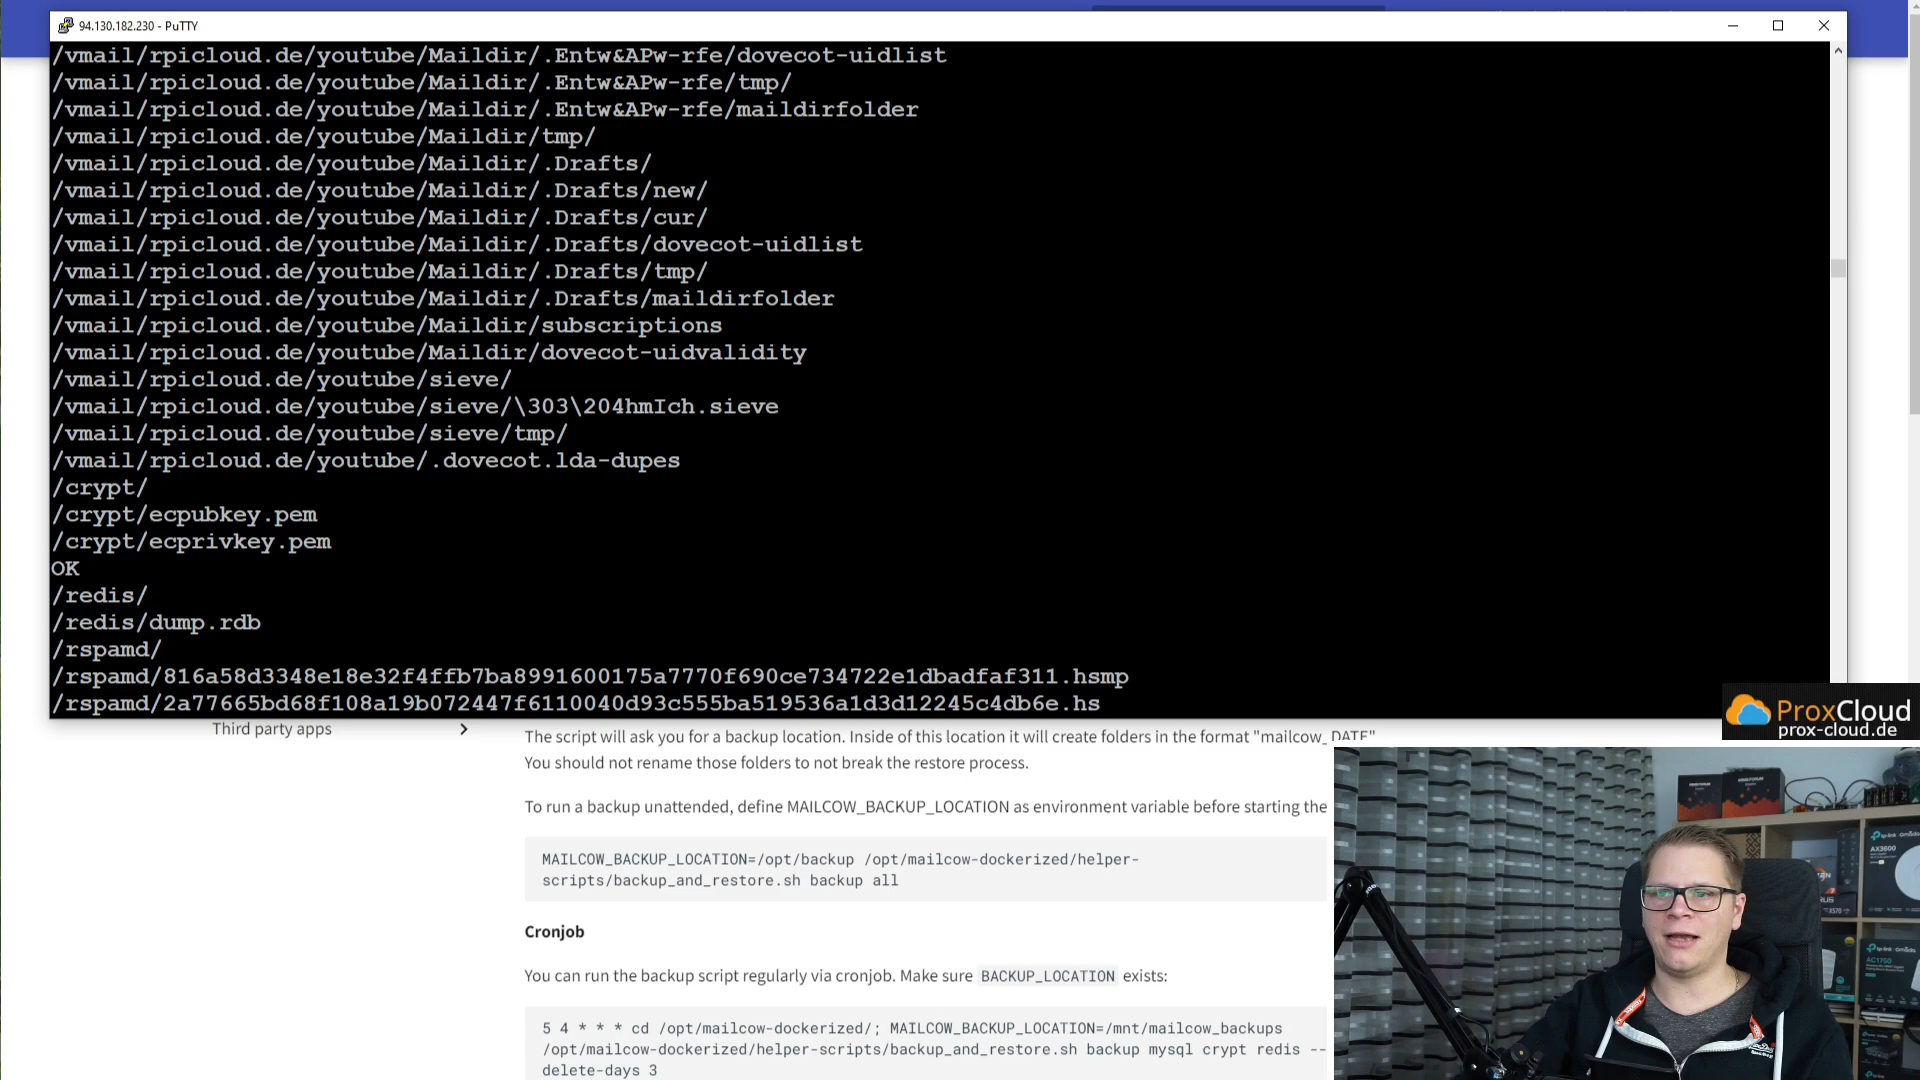 94.130.182.230 - PuTTY
/vmail/rpicloud.de/youtube/Maildir/.Entw&APw-rfe/dovecot-uidlist
/vmail/rpicloud.de/youtube/Maildir/.Entw&APw-rfe/tmp/
/vmail/rpicloud.de/youtube/Maildir/.Entw&APw-rfe/maildirfolder
/vmail/rpicloud.de/youtube/Maildir/tmp/
/vmail/rpicloud.de/youtube/Maildir/.Drafts/
/vmail/rpicloud.de/youtube/Maildir/.Drafts/new/
/vmail/rpicloud.de/youtube/Maildir/.Drafts/cur/
/vmail/rpicloud.de/youtube/Maildir/.Drafts/dovecot-uidlist
/vmail/rpicloud.de/youtube/Maildir/.Drafts/tmp/
/vmail/rpicloud.de/youtube/Maildir/.Drafts/maildirfolder
/vmail/rpicloud.de/youtube/Maildir/subscriptions
/vmail/rpicloud.de/youtube/Maildir/dovecot-uidvalidity
/vmail/rpicloud.de/youtube/sieve/
/vmail/rpicloud.de/youtube/sieve/\303\204hmIch.sieve
/vmail/rpicloud.de/youtube/sieve/tmp/
/vmail/rpicloud.de/youtube/.dovecot.lda-dupes
/crypt/
/crypt/ecpubkey.pem
/crypt/ecprivkey.pem
OK
/redis/
/redis/dump.rdb
/rspamd/
/rspamd/816a58d3348e18e32f4ffb7ba8991600175a7770f690ce734722e1dbadfaf311.hsmp
/rspamd/2a77665bd68f108a19b072447f6110040d93c555ba519536a1d3d12245c4db6e.hs
ProxCloud
prox-cloud.de
Third party apps
The script will ask you for a backup location. Inside of this location it will create folders in the format "mailcow_DATE"
You should not rename those folders to not break the restore process.
To run a backup unattended, define MAILCOW_BACKUP_LOCATION as environment variable before starting the
MAILCOW_BACKUP_LOCATION=/opt/backup /opt/mailcow-dockerized/helper-
scripts/backup_and_restore.sh backup all
Cronjob
You can run the backup script regularly via cronjob. Make sure BACKUP_LOCATION exists:
5 4 * * * cd /opt/mailcow-dockerized/; MAILCOW_BACKUP_LOCATION=/mnt/mailcow_backups
/opt/mailcow-dockerized/helper-scripts/backup_and_restore.sh backup mysql crypt redis --
delete-days 3
tp-link
AX3600
tp-link
AC1750